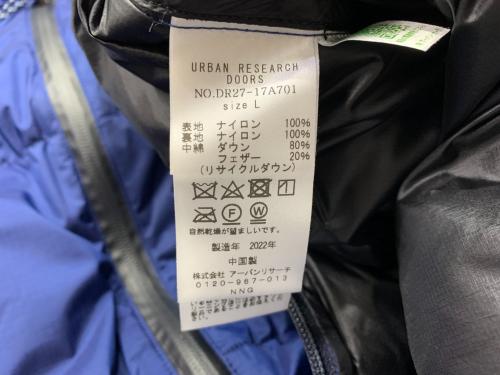 URBAN RESEARCH
DOORS
NO.DR27-17A701
size L
表地 ナイロン 100%
裏地 ナイロン 100%
中綿 ダウン 80%
フェザー 20%
(リサイクルダウン)
F W
自然乾燥が望ましいです。
製造年 2022年
中国製
株式会社 アーバンリサーチ
0120-967-013
NNG